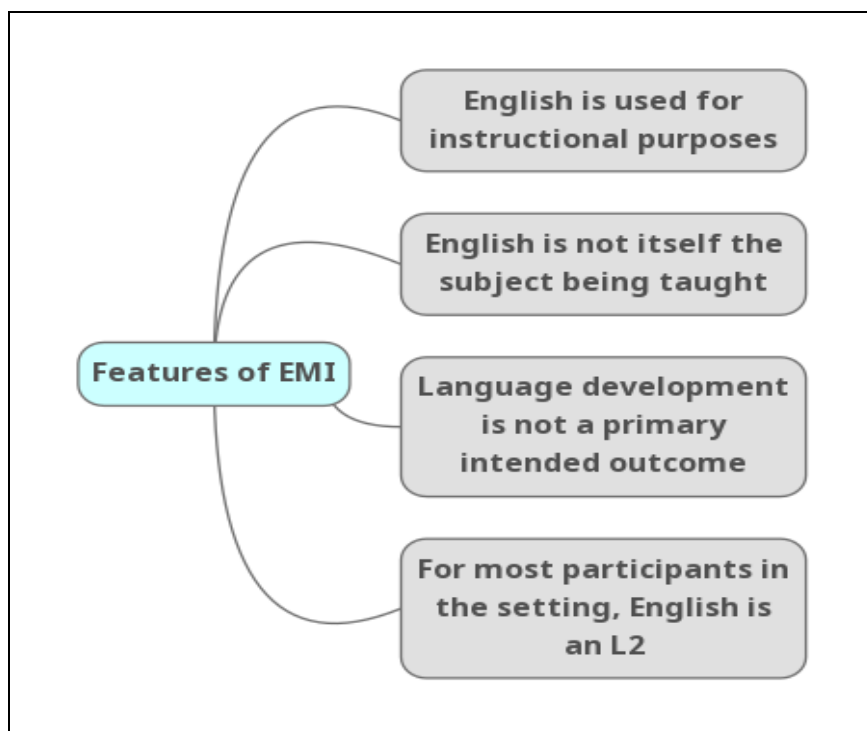 English is used for
instructional purposes
English is not itself the
subject being taught
Features of EMI
Language development
is not a primary
intended outcome
For most participants in
the setting, English is
an L2